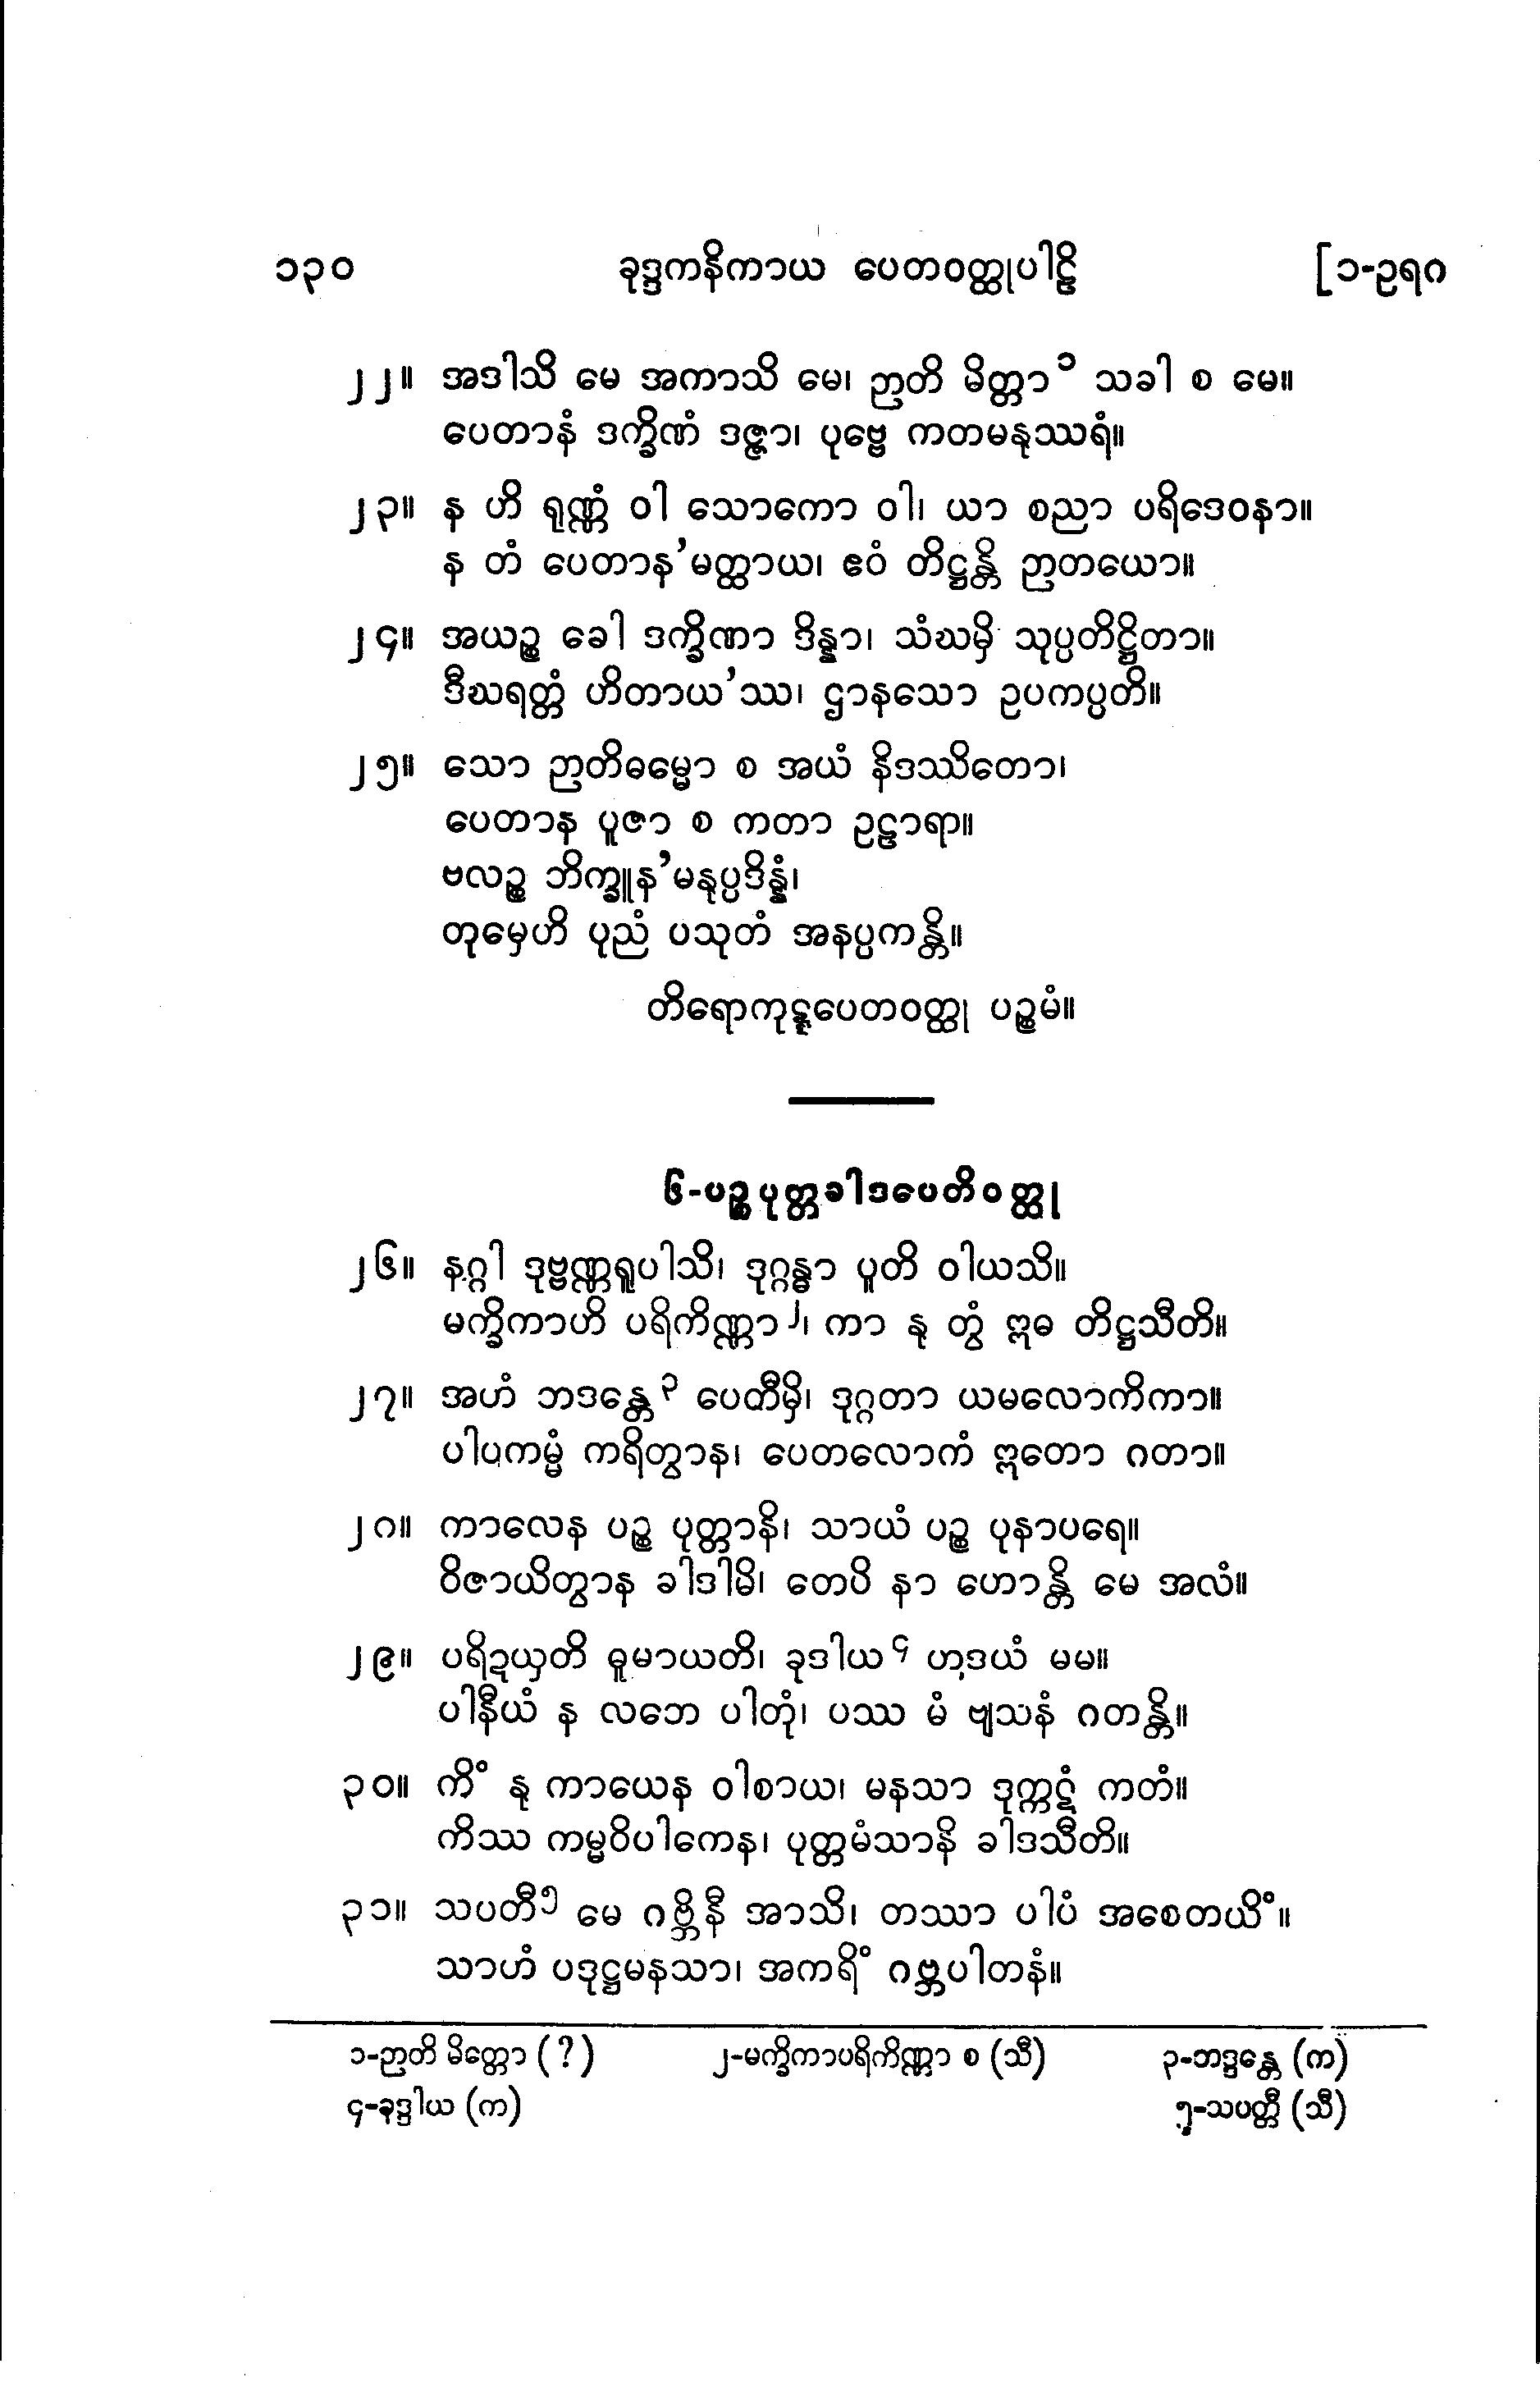 ၁၃၀ ခုဒ္ဒကနိကာယ ပေတဝတ္ထုပါဠိ [၁-ဥရဂ
၂၂။ အဒါသိ မေ အကာသိ မေ၊ ဉာတိ မိတ္တာ၁ သခါ စ မေ။
ပေတာနံ ဒက္ခိဏံ ဒဇ္ဇာ၊ ပုဗ္ဗေ ကတမနုဿရံ။
၂၃။ န ဟိ ရုဏ္ဏံ ဝါ သောကော ဝါ၊ ယာ စညာ ပရိဒေဝနာ။
န တံ ပေတာန’မတ္ထာယ၊ ဧဝံ တိဋ္ဌန္တိ ဉာတယော။
၂၄။ အယဉ္စ ခေါ ဒက္ခိဏာ ဒိန္နာ၊ သံဃမှိ သုပ္ပတိဋ္ဌိတာ။
ဒီဃရတ္တံ ဟိတာယ’ဿ၊ ဌာနသော ဥပကပ္ပတိ။
၂၅။ သော ဉာတိဓမ္မော စ အယံ နိဒဿိတော၊
ပေတာန ပူဇာ စ ကတာ ဥဠာရာ။
ဗလဉ္စ ဘိက္ခူန’မနုပ္ပဒိန္နံ၊
တုမှေဟိ ပုညံ ပသုတံ အနပ္ပကန္တိ။
တိရောကုဋ္ဋပေတဝတ္ထု ပဉ္စမံ။
၆-ပဉ္စပုတ္တခါဒပေတိဝတ္ထု
၂၆။ နဂ္ဂါ ဒုဗ္ဗဏ္ဏရူပါသိ၊ ဒုဂ္ဂန္ဓာ ပူတိ ဝါယသိ။
မက္ခိကာဟိ ပရိကိဏ္ဏာ၂၊ ကာ နု တွံ ဣဓ တိဋ္ဌသီတိ။
၂၇။ အဟံ ဘဒန္တေ၃ ပေတီမှိ၊ ဒုဂ္ဂတာ ယမလောကိကာ။
ပါပကမ္မံ ကရိတွာန၊ ပေတလောကံ ဣတော ဂတာ။
၂၈။ ကာလေန ပဉ္စ ပုတ္တာနိ၊ သာယံ ပဉ္စ ပုနာပရေ။
ဝိဇာယိတွာန ခါဒါမိ၊ တေပိ နာ ဟောန္တိ မေ အလံ။
၂၉။ ပရိဍယှတိ ဓူမာယတိ၊ ခုဒါယ၄ ဟဒယံ မမ။
ပါနီယံ န လဘေ ပါတုံ၊ ပဿ မံ ဗျသနံ ဂတန္တိ။
၃၀။ ကိံ နု ကာယေန ဝါစာယ၊ မနသာ ဒုက္ကဋံ ကတံ။
ကိဿ ကမ္မဝိပါကေန၊ ပုတ္တမံသာနိ ခါဒသီတိ။
၃၁။ သပတီ၅ မေ ဂဗ္ဘိနီ အာသိ၊ တဿာ ပါပံ အစေတယိံ။
သာဟံ ပဒုဋ္ဌမနသာ၊ အကရိံ ဂဗ္ဘပါတနံ။
၁-ဉာတိ မိတ္တော (?) ၂-မက္ခိကာပရိကိဏ္ဏာ စ (သီ) ၃-ဘဒ္ဒန္တေ (က)
၄-ခုဒ္ဒါယ (က) ၅-သပတ္တီ (သီ)